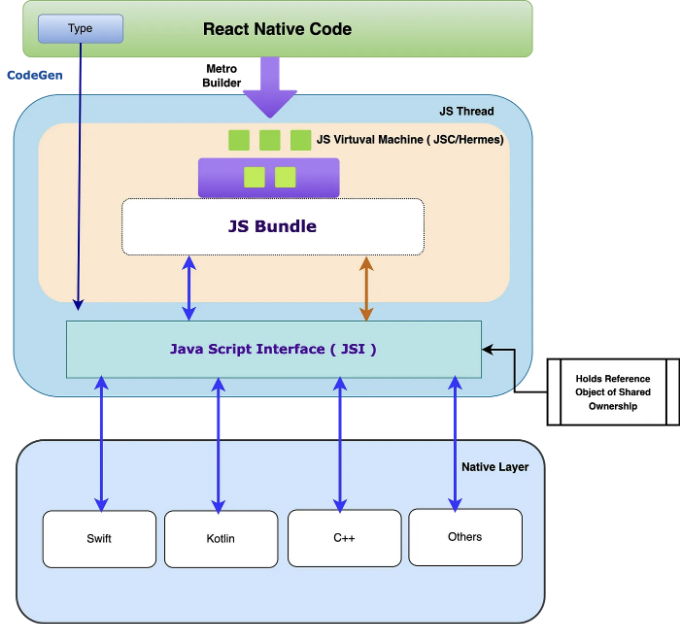 Type
React Native Code
CodeGen
Metro
Builder
JS Thread
JS Virtuval Machine ( JSC/Hermes)
JS Bundle
Java Script Interface ( JSI )
Holds Reference
Object of Shared
Ownership
Native Layer
Swift
Kotlin
C++
Others